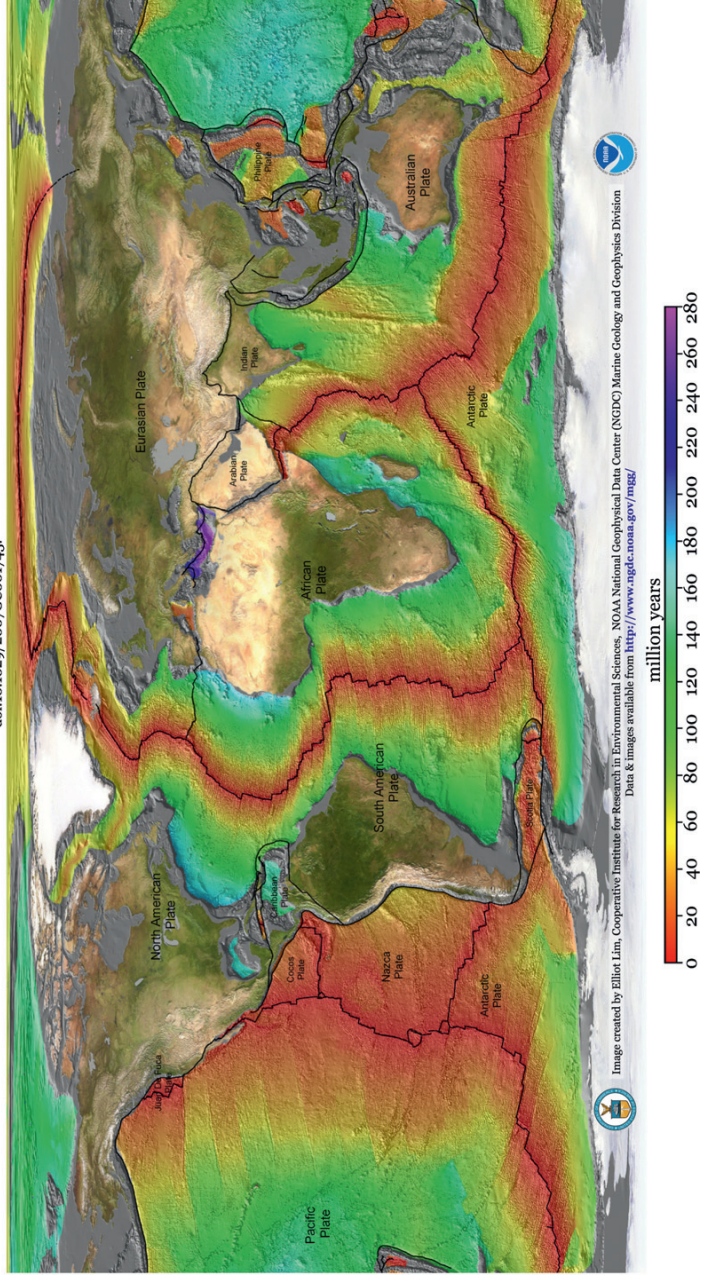 Pacific
Plate
Juan De Fuca
Plate
North American
Plate
Cocos
Plate
Nazca
Plate
Antarctic
Plate
Caribbean
Plate
South American
Plate
Scotia Plate
African
Plate
Eurasian Plate
Arabian
Plate
Indian
Plate
Antarctic
Plate
Philippine
Plate
Australian
Plate
Image created by Elliot Lim, Cooperative Institute for Research in Environmental Sciences, NOAA National Geophysical Data Center (NGDC) Marine Geology and Geophysics Division
Data & images available from http://www.ngdc.noaa.gov/mgg/
noaa
million years
0 20 40 60 80 100 120 140 160 180 200 220 240 260 280